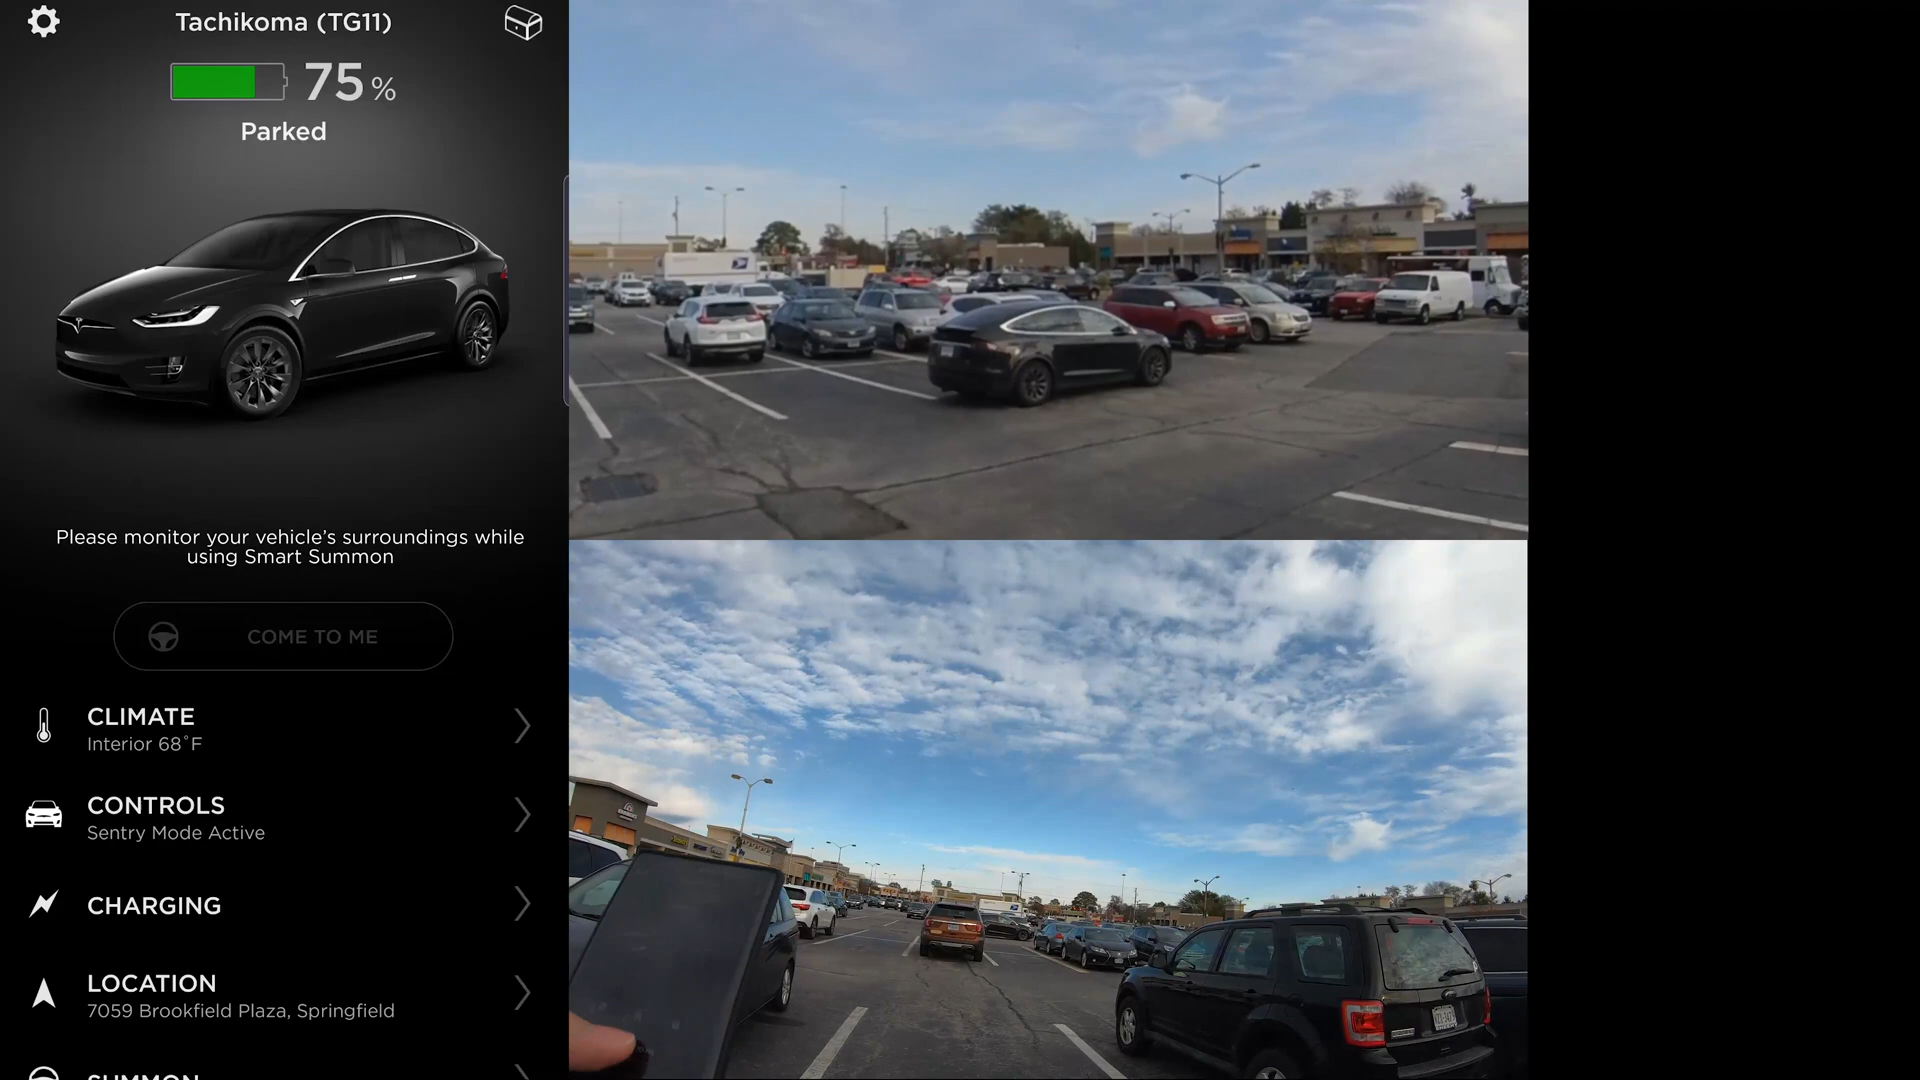 Tachikoma (TG11)
75 %
Parked
Please monitor your vehicle's surroundings while
using Smart Summon
COME TO ME
CLIMATE
Interior 68°F
CONTROLS
Sentry Mode Active
CHARGING
LOCATION
7059 Brookfield Plaza, Springfield
SUMMON